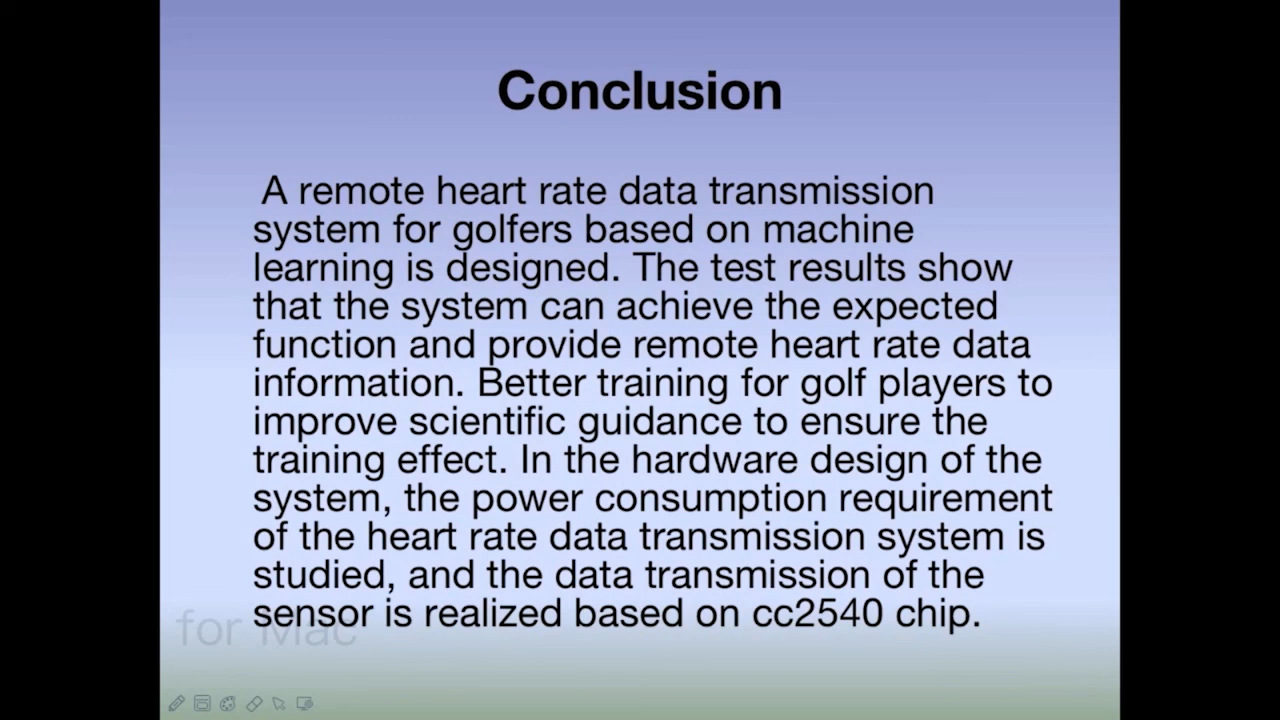 Conclusion
A remote heart rate data transmission
system for golfers based on machine
learning is designed. The test results show
that the system can achieve the expected
function and provide remote heart rate data
information. Better training for golf players to
improve scientific guidance to ensure the
training effect. In the hardware design of the
system, the power consumption requirement
of the heart rate data transmission system is
studied, and the data transmission of the
sensor is realized based on cc2540 chip.
for Mac